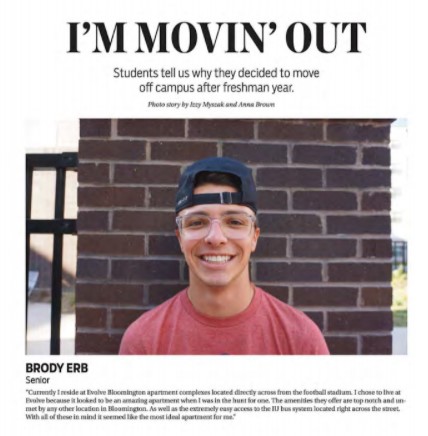 I'M MOVIN' OUT
Students tell us why they decided to move
off campus after freshman year.
Photo story by Izzy Myszak and Anna Brown
BRODY ERB
Senior
"Currently I reside at Evolve Bloomington apartment complexes located directly across from the football stadium. I chose to live at
Evolve because it looked to be an amazing apartment when I was in the hunt for one. The amenities they offer are top notch and un-
met by any other location in Bloomington. As well as the extremely easy access to the IU bus system located right across the street.
With all of these in mind it seemed like the most ideal apartment for me."